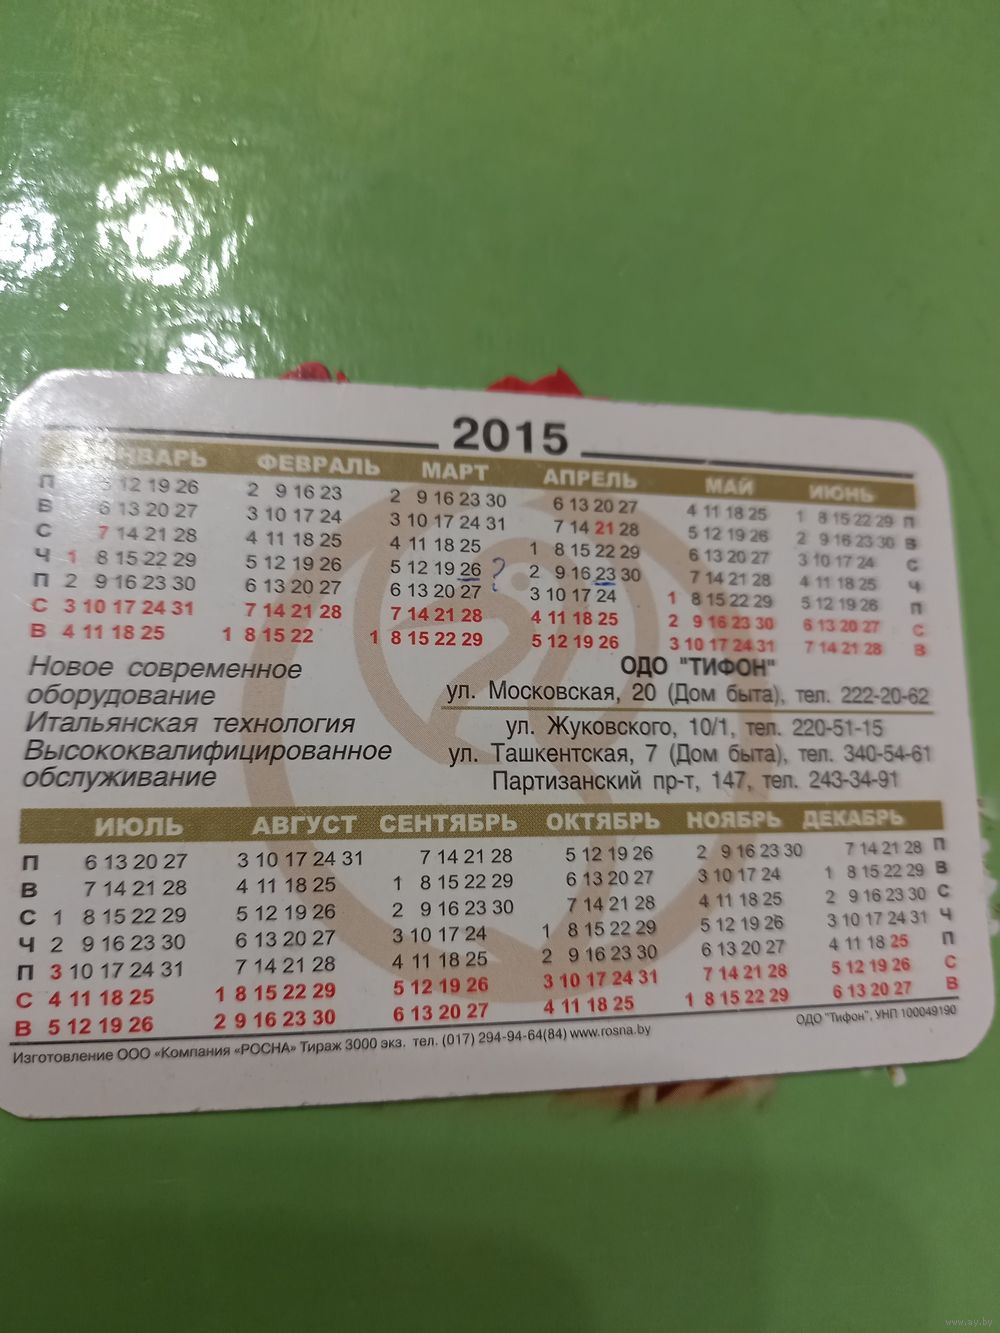 2015
ЯНВАРЬ ФЕВРАЛЬ МАРТ АПРЕЛЬ МАЙ ИЮНЬ
П 5 12 19 26 2 9 16 23 2 9 16 23 30 6 13 20 27 4 11 18 25 1 8 15 22 29 П
В 6 13 20 27 3 10 17 24 3 10 17 24 31 7 14 21 28 5 12 19 26 2 9 16 23 30 В
С 7 14 21 28 4 11 18 25 4 11 18 25 1 8 15 22 29 6 13 20 27 3 10 17 24 С
Ч 1 8 15 22 29 5 12 19 26 5 12 19 26 ? 2 9 16 23 30 7 14 21 28 4 11 18 25 Ч
П 2 9 16 23 30 6 13 20 27 6 13 20 27 3 10 17 24 1 8 15 22 29 5 12 19 26 П
С 3 10 17 24 31 7 14 21 28 7 14 21 28 4 11 18 25 2 9 16 23 30 6 13 20 27 С
В 4 11 18 25 1 8 15 22 1 8 15 22 29 5 12 19 26 3 10 17 24 31 7 14 21 28 В
Новое современное
оборудование
Итальянская технология
Высококвалифицированное
обслуживание
ОДО "ТИФОН"
ул. Московская, 20 (Дом быта), тел. 222-20-62
ул. Жуковского, 10/1, тел. 220-51-15
ул. Ташкентская, 7 (Дом быта), тел. 340-54-61
Партизанский пр-т, 147, тел. 243-34-91
ИЮЛЬ АВГУСТ СЕНТЯБРЬ ОКТЯБРЬ НОЯБРЬ ДЕКАБРЬ
П 6 13 20 27 3 10 17 24 31 7 14 21 28 5 12 19 26 2 9 16 23 30 7 14 21 28 П
В 7 14 21 28 4 11 18 25 1 8 15 22 29 6 13 20 27 3 10 17 24 1 8 15 22 29 В
С 1 8 15 22 29 5 12 19 26 2 9 16 23 30 7 14 21 28 4 11 18 25 2 9 16 23 30 С
Ч 2 9 16 23 30 6 13 20 27 3 10 17 24 1 8 15 22 29 5 12 19 26 3 10 17 24 31 Ч
П 3 10 17 24 31 7 14 21 28 4 11 18 25 2 9 16 23 30 6 13 20 27 4 11 18 25 П
С 4 11 18 25 1 8 15 22 29 5 12 19 26 3 10 17 24 31 7 14 21 28 5 12 19 26 С
В 5 12 19 26 2 9 16 23 30 6 13 20 27 4 11 18 25 1 8 15 22 29 6 13 20 27 В
Изготовление ООО «Компания «РОСНА» Тираж 3000 экз. тел. (017) 294-94-64(84) www.rosna.by
ОДО "Тифон", УНП 100049190
www.ay.by